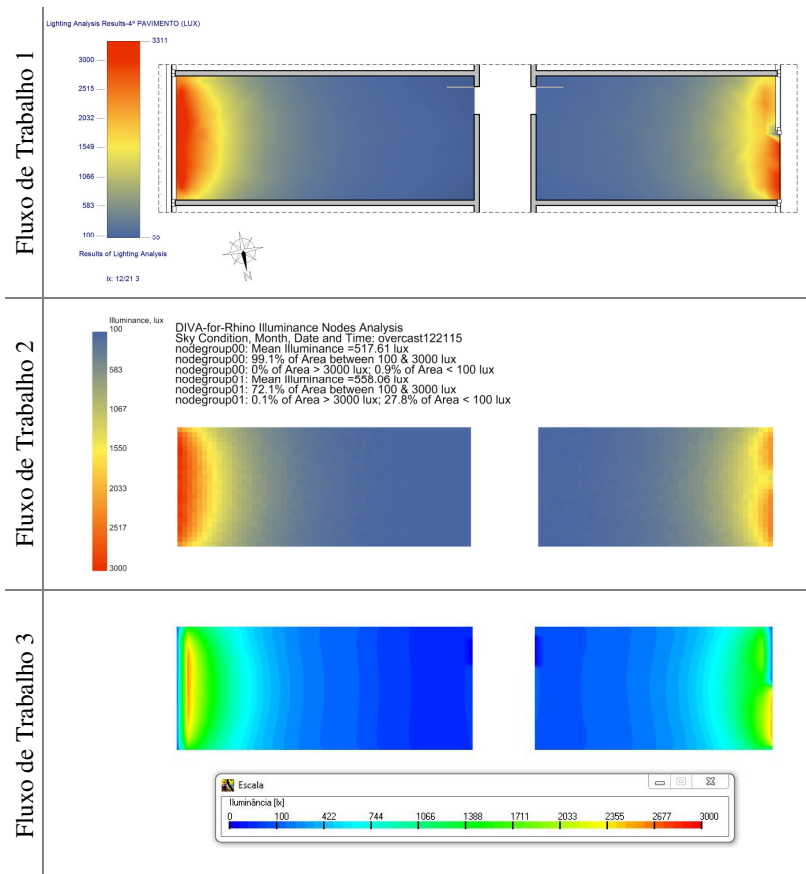 Fluxo de Trabalho 1
Lighting Analysis Results-4º PAVIMENTO (LUX)
3311
3000
2515
2032
1549
1066
583
100
55
Results of Lighting Analysis
lx: 12/21 3
N
Fluxo de Trabalho 2
Illuminance, lux
100
583
1067
1550
2033
2517
3000
DIVA-for-Rhino Illuminance Nodes Analysis
Sky Condition, Month, Date and Time: overcast122115
nodegroup00: Mean Illuminance =517.61 lux
nodegroup00: 99.1% of Area between 100 & 3000 lux
nodegroup00: 0% of Area > 3000 lux; 0.9% of Area < 100 lux
nodegroup01: Mean Illuminance =558.06 lux
nodegroup01: 72.1% of Area between 100 & 3000 lux
nodegroup01: 0.1% of Area > 3000 lux; 27.8% of Area < 100 lux
Fluxo de Trabalho 3
Escala
Iluminância [lx]
0 100 422 744 1066 1388 1711 2033 2355 2677 3000